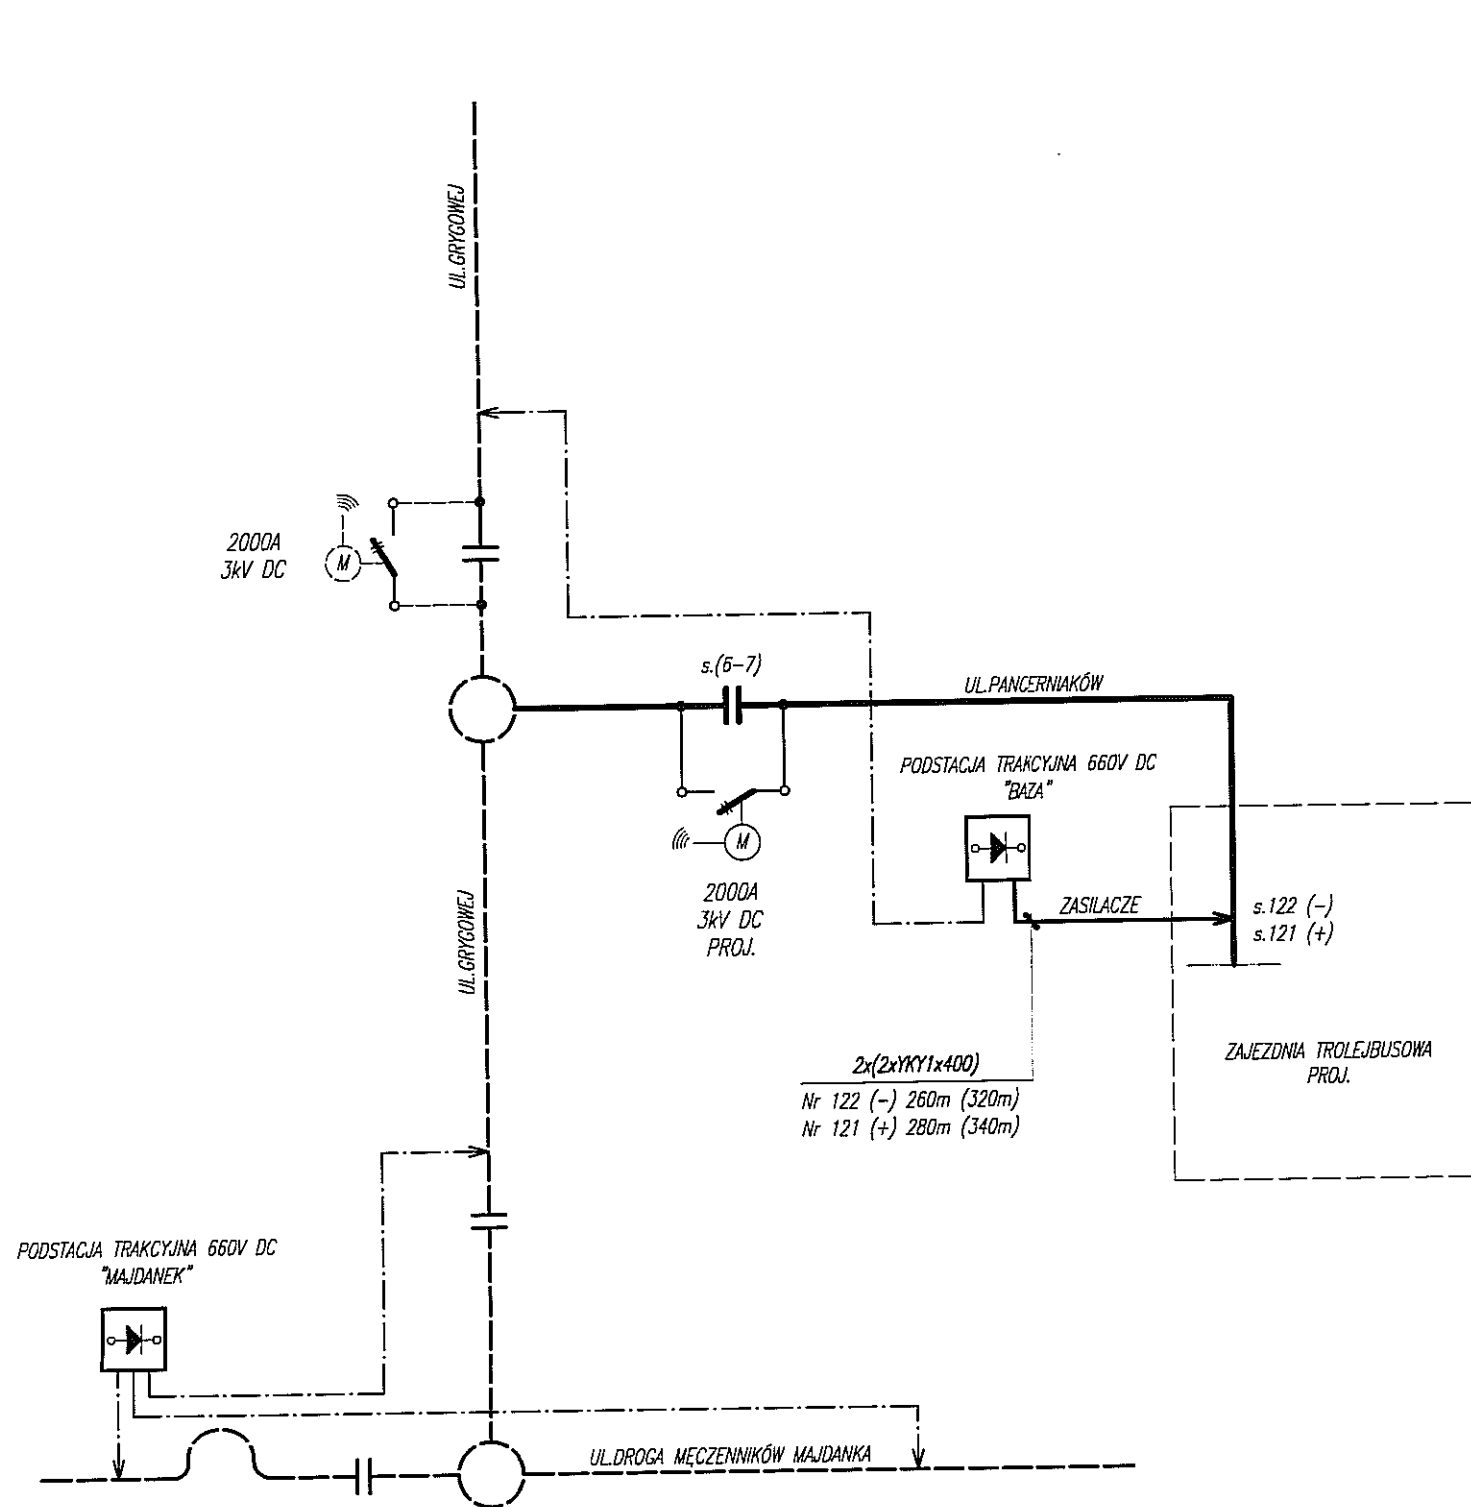 UL.GRYGOWEJ
2000A
3kV DC
M
s.(6-7)
UL.PANCERNIAKÓW
PODSTACJA TRAKCYJNA 660V DC
"BAZA"
M
2000A
3kV DC
PROJ.
ZASILACZE
s.122 (-)
s.121 (+)
UL.GRYGOWEJ
2x(2xYKY1x400)
Nr 122 (-) 260m (320m)
Nr 121 (+) 280m (340m)
ZAJEZDNIA TROLEJBUSOWA
PROJ.
PODSTACJA TRAKCYJNA 660V DC
"MAJDANEK"
UL.DROGA MĘCZENNIKÓW MAJDANKA